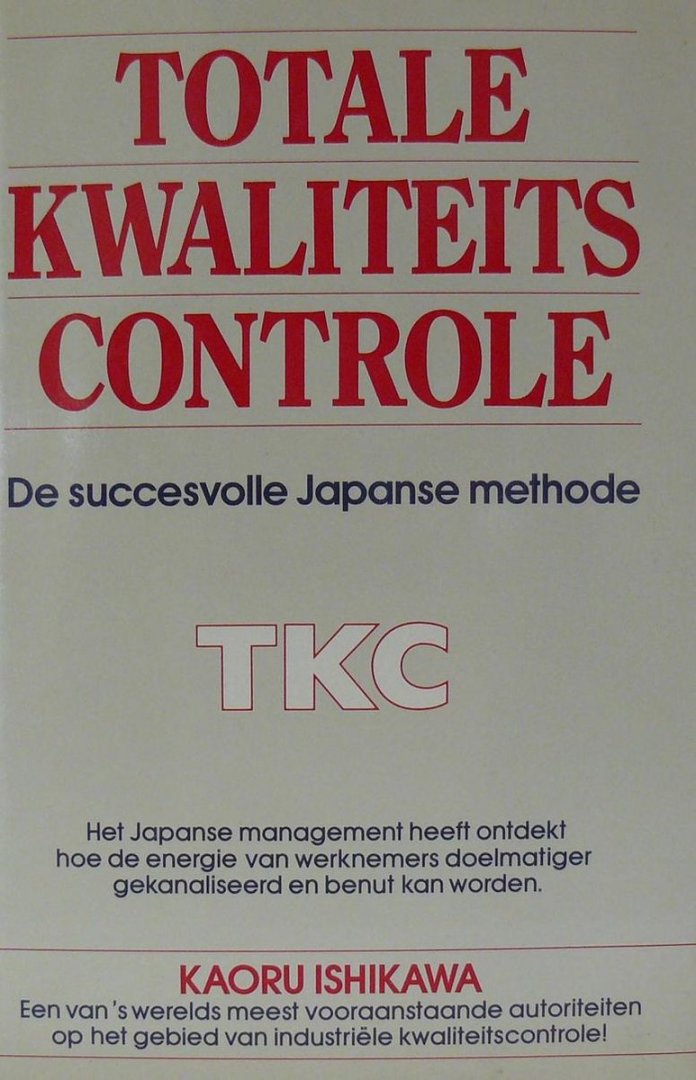 TOTALE
KWALITEITS
CONTROLE
De succesvolle Japanse methode
TKC
Het Japanse management heeft ontdekt
hoe de energie van werknemers doelmatiger
gekanaliseerd en benut kan worden.
KAORU ISHIKAWA
Een van 's werelds meest vooraanstaande autoriteiten
op het gebied van industriële kwaliteitscontrole!